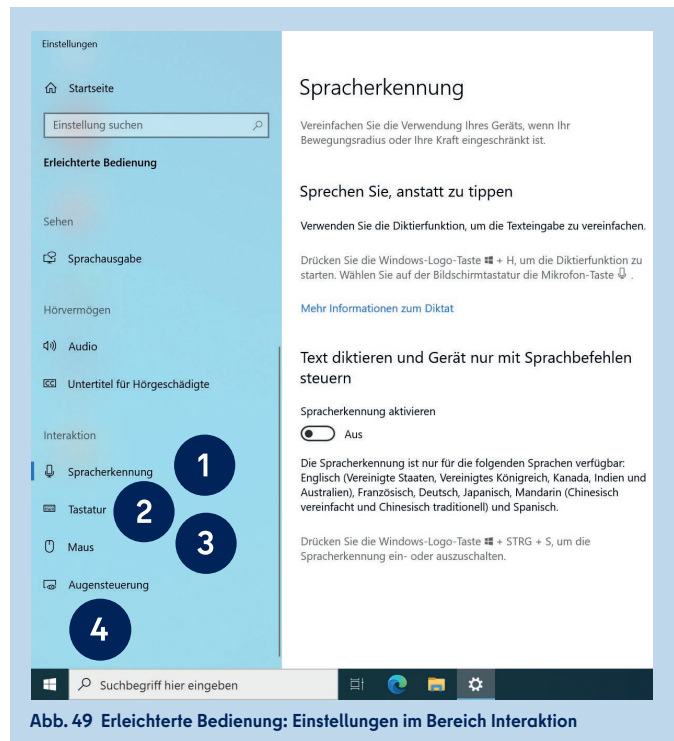 Einstellungen
Startseite
Einstellung suchen
Erleichterte Bedienung
Sehen
Sprachausgabe
Hörvermögen
Audio
CC Untertitel für Hörgeschädigte
Interaktion
Spracherkennung 1
Tastatur 2
Maus 3
Augensteuerung
4
Spracherkennung
Vereinfachen Sie die Verwendung Ihres Geräts, wenn Ihr
Bewegungsradius oder Ihre Kraft eingeschränkt ist.
Sprechen Sie, anstatt zu tippen
Verwenden Sie die Diktierfunktion, um die Texteingabe zu vereinfachen.
Drücken Sie die Windows-Logo-Taste + H, um die Diktierfunktion zu
starten. Wählen Sie auf der Bildschirmtastatur die Mikrofon-Taste .
Mehr Informationen zum Diktat
Text diktieren und Gerät nur mit Sprachbefehlen
steuern
Spracherkennung aktivieren
Aus
Die Spracherkennung ist nur für die folgenden Sprachen verfügbar:
Englisch (Vereinigte Staaten, Vereinigtes Königreich, Kanada, Indien und
Australien), Französisch, Deutsch, Japanisch, Mandarin (Chinesisch
vereinfacht und Chinesisch traditionell) und Spanisch.
Drücken Sie die Windows-Logo-Taste + STRG + S, um die
Spracherkennung ein- oder auszuschalten.
Suchbegriff hier eingeben
Abb. 49 Erleichterte Bedienung: Einstellungen im Bereich Interaktion